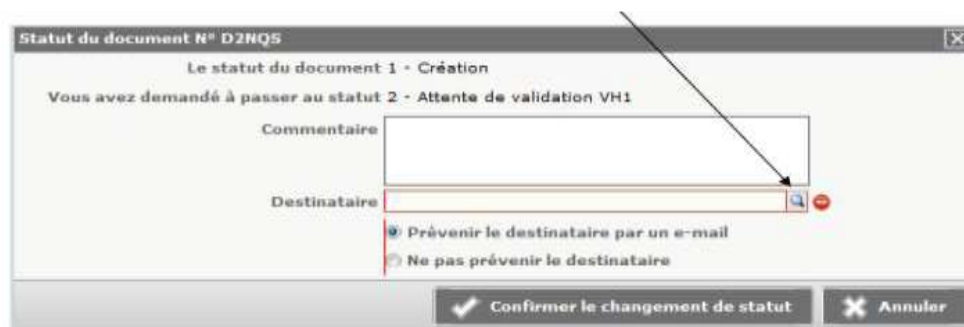 Statut du document N° D2NQS
Le statut du document 1 - Création
Vous avez demandé à passer au statut 2 - Attente de validation VH1
Commentaire
Destinataire
Prévenir le destinataire par un e-mail
Ne pas prévenir le destinataire
Confirmer le changement de statut Annuler